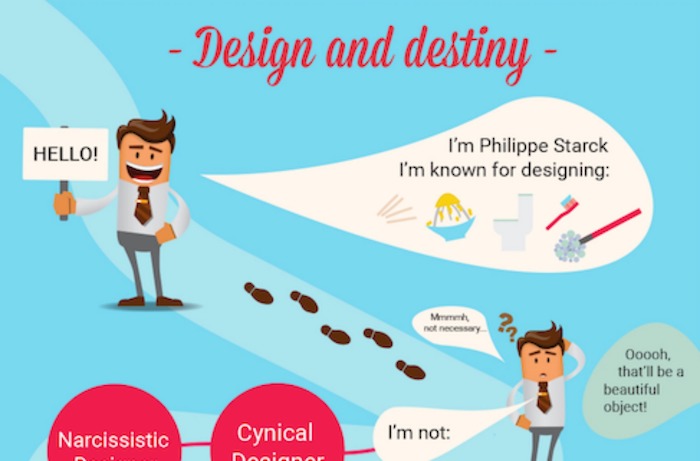 - Design and destiny -
HELLO!
I'm Philippe Starck
I'm known for designing:
Mmmmh,
not necessary...
??
Ooooh,
that'll be a
beautiful
object!
I'm not:
Narcissistic
Designer
Cynical
Designer